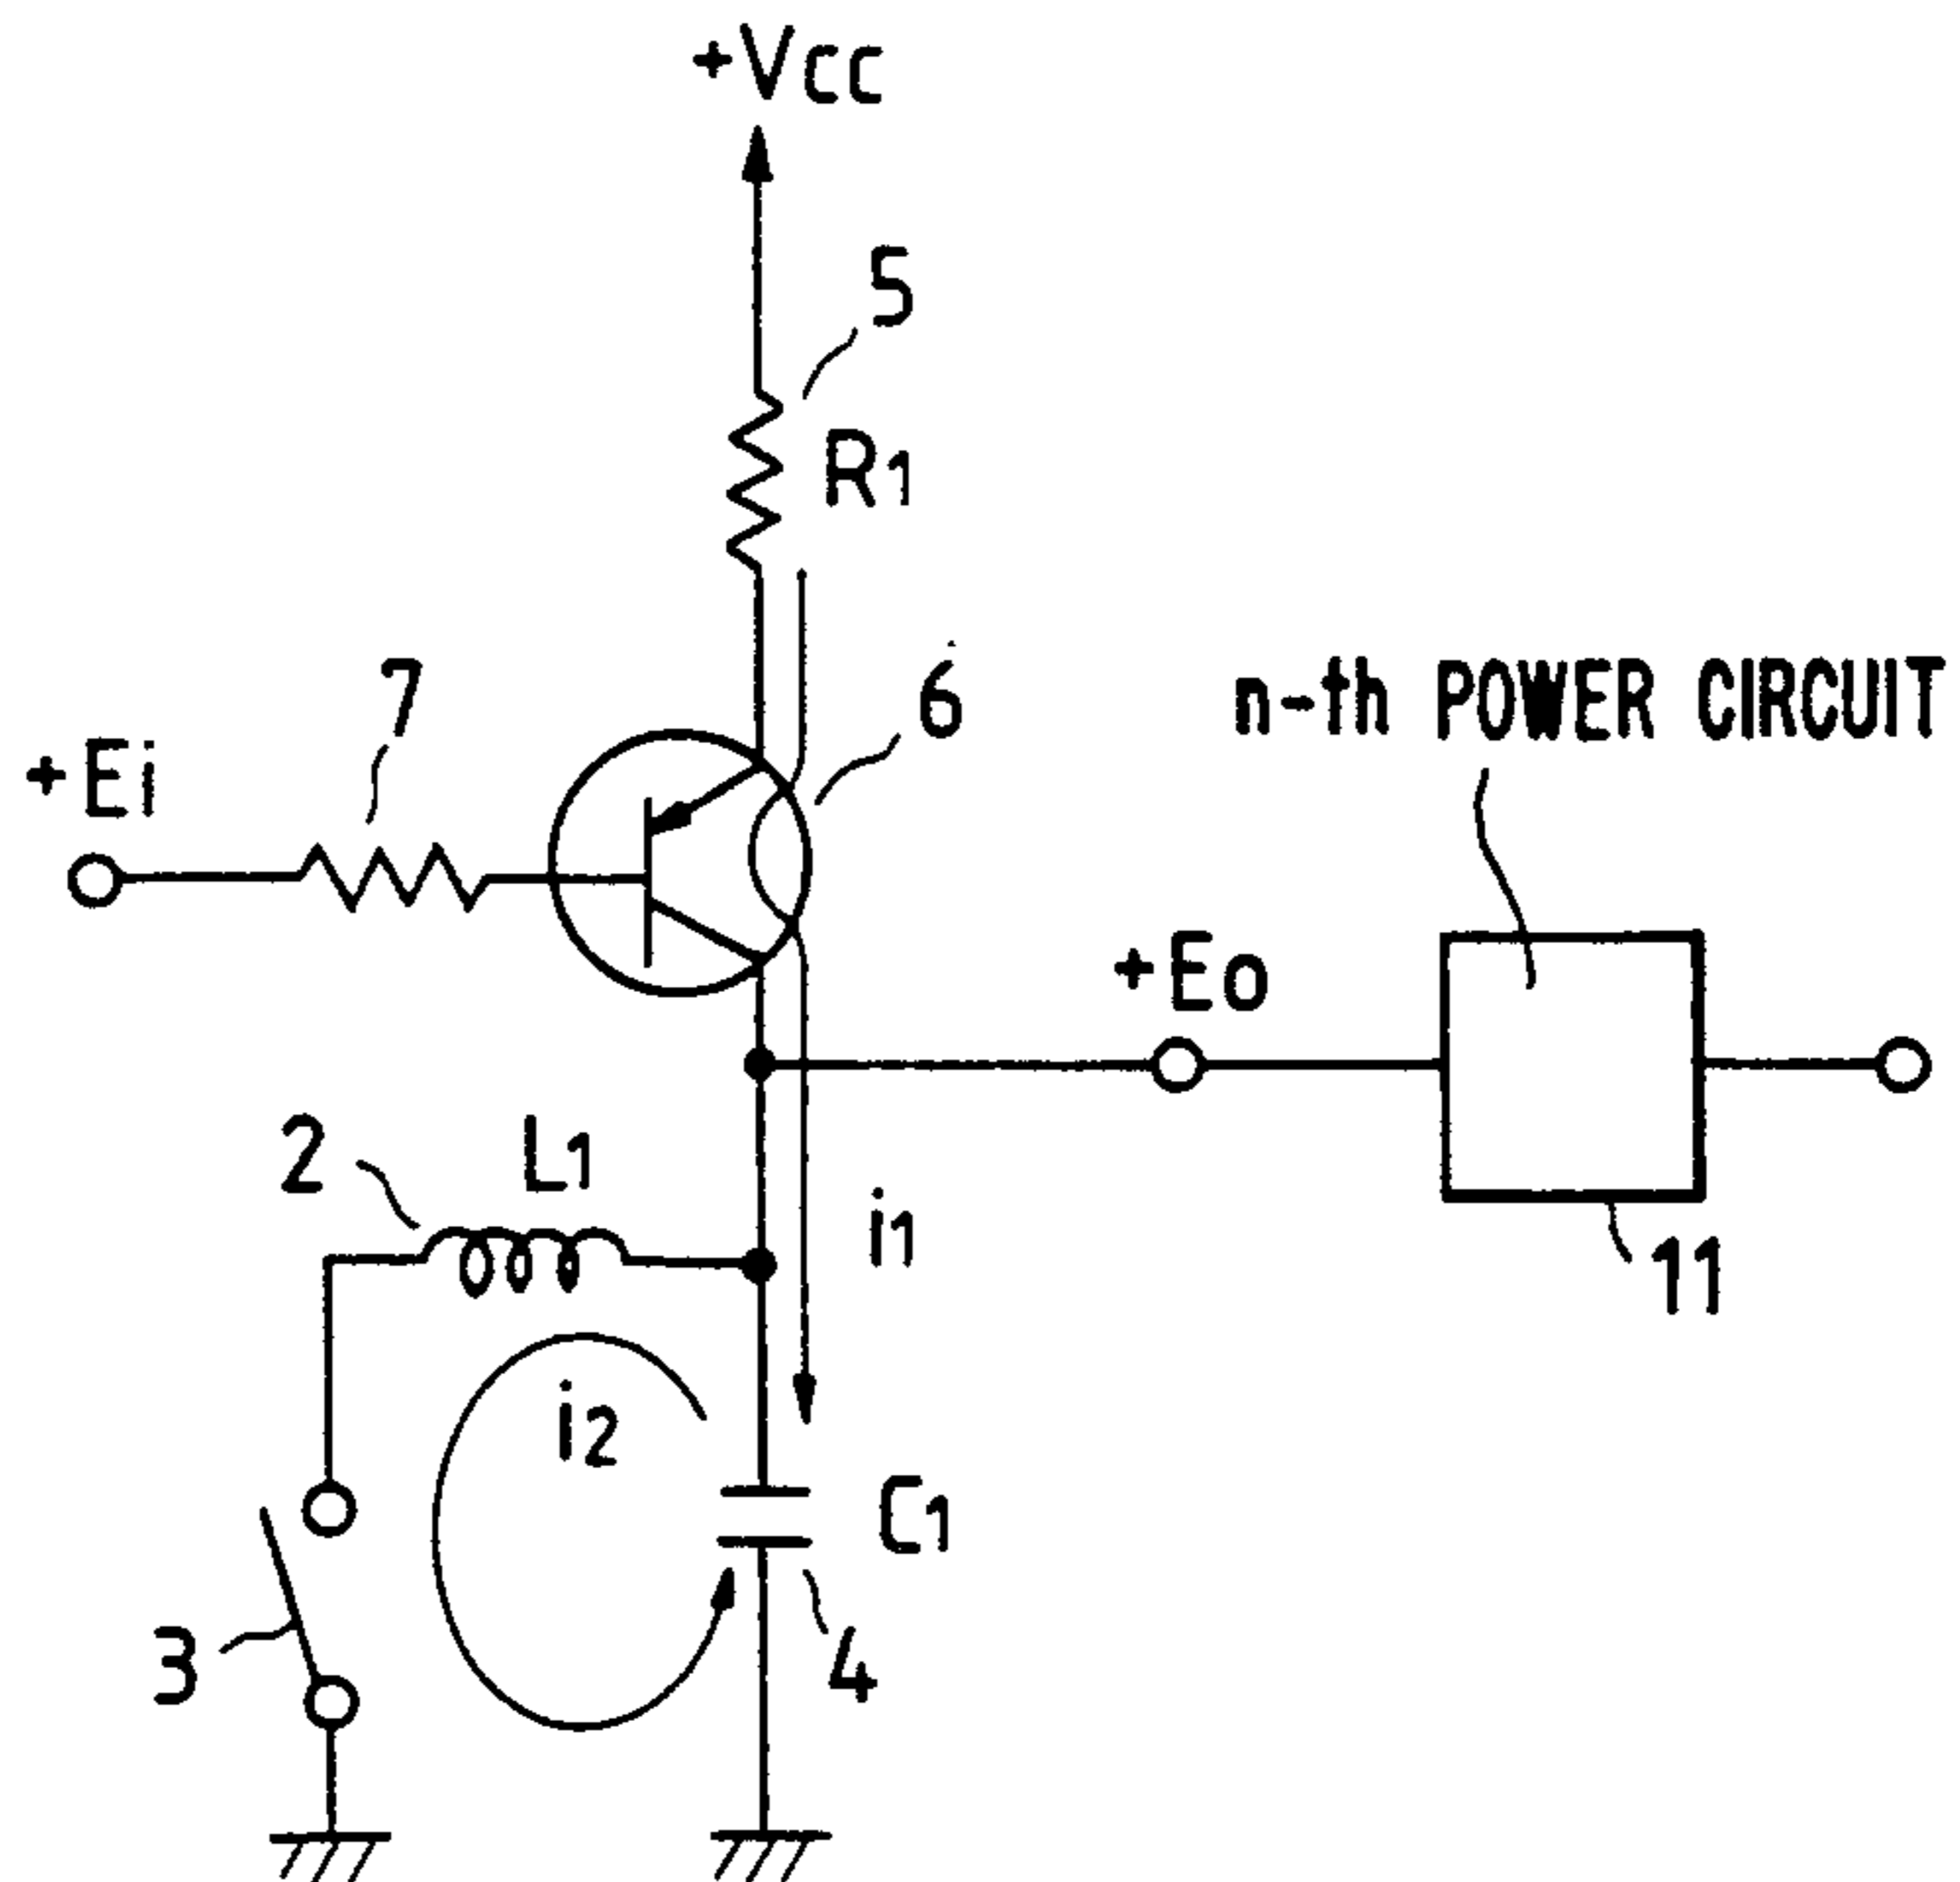 +Vcc
5
R1
7
6
+Ei
n-th POWER CIRCUIT
+Eo
2
L1
i1
11
i2
C1
3
4